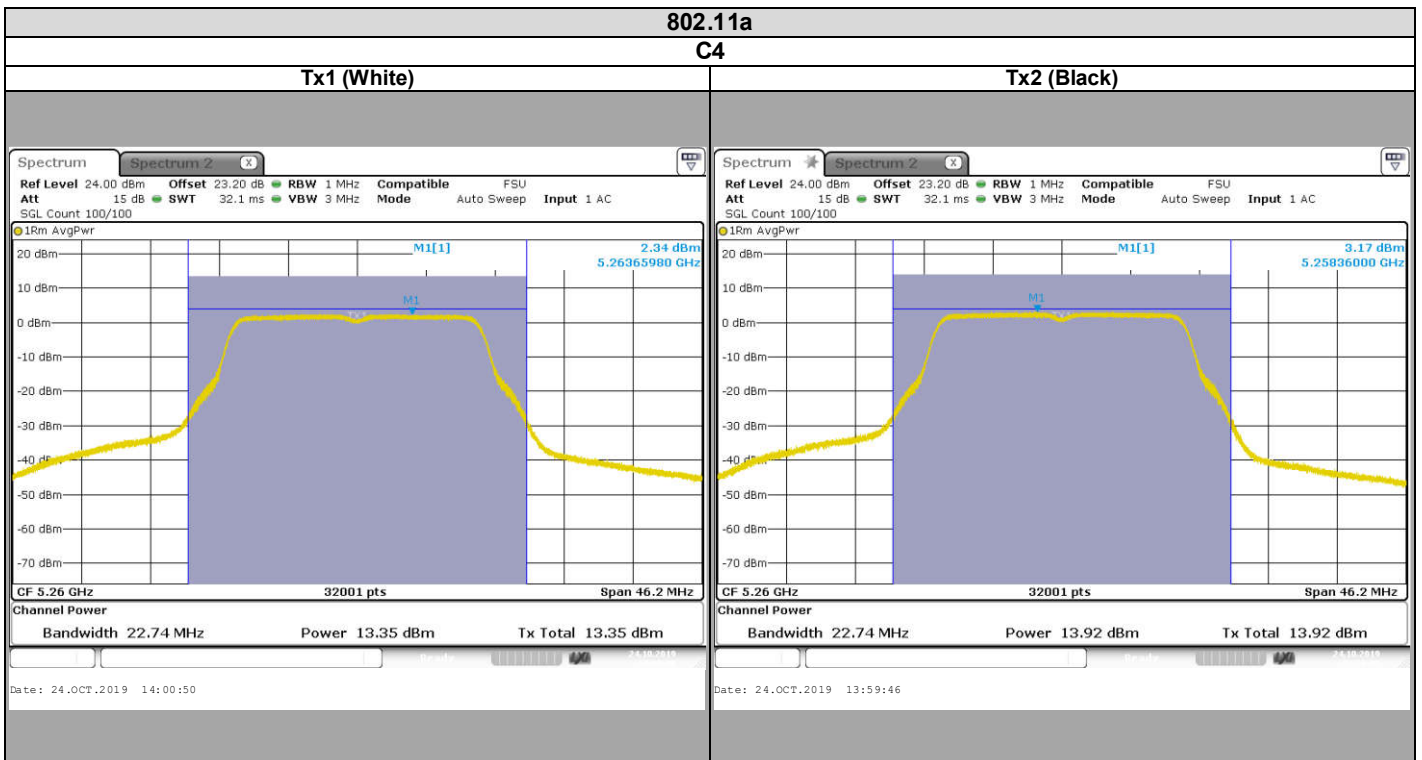 802.11a
C4
Tx1 (White)
Tx2 (Black)
Spectrum Spectrum 2 X
Ref Level 24.00 dBm Offset 23.20 dB RBW 1 MHz Compatible FSU
Att 15 dB SWT 32.1 ms VBW 3 MHz Mode Auto Sweep Input 1 AC
SGL Count 100/100
1Rm AvgPwr
M1[1] 2.34 dBm
5.26365980 GHz
20 dBm
10 dBm
M1
0 dBm
-10 dBm
-20 dBm
-30 dBm
-40 dBm
-50 dBm
-60 dBm
-70 dBm
CF 5.26 GHz 32001 pts Span 46.2 MHz
Channel Power
Bandwidth 22.74 MHz Power 13.35 dBm Tx Total 13.35 dBm
24.10.2019
Date: 24.OCT.2019 14:00:50
Spectrum Spectrum 2 X
Ref Level 24.00 dBm Offset 23.20 dB RBW 1 MHz Compatible FSU
Att 15 dB SWT 32.1 ms VBW 3 MHz Mode Auto Sweep Input 1 AC
SGL Count 100/100
1Rm AvgPwr
M1[1] 3.17 dBm
5.25836000 GHz
20 dBm
10 dBm
M1
0 dBm
-10 dBm
-20 dBm
-30 dBm
-40 dBm
-50 dBm
-60 dBm
-70 dBm
CF 5.26 GHz 32001 pts Span 46.2 MHz
Channel Power
Bandwidth 22.74 MHz Power 13.92 dBm Tx Total 13.92 dBm
24.10.2019
Date: 24.OCT.2019 13:59:46